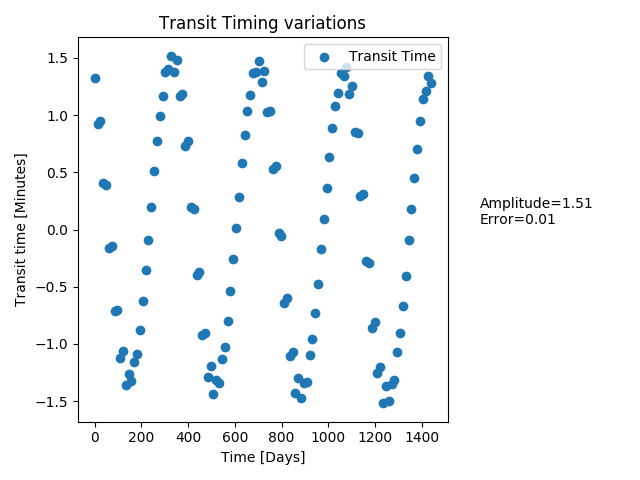 Transit Timing variations
Transit Time
1.5
1.0
0.5
0.0
−0.5
−1.0
−1.5
Transit time [Minutes]
0 200 400 600 800 1000 1200 1400
Time [Days]
Amplitude=1.51
Error=0.01